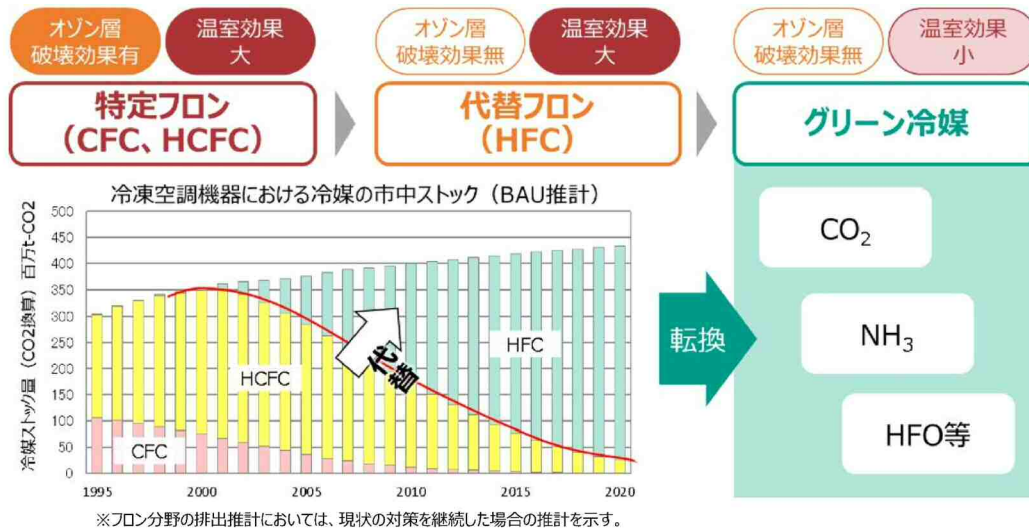 オゾン層
破壊効果有
温室効果
大
オゾン層
破壊効果無
温室効果
大
オゾン層
破壊効果無
温室効果
小
特定フロン
（CFC、HCFC）
代替フロン
（HFC）
グリーン冷媒
冷凍空調機器における冷媒の市中ストック（BAU推計）
冷媒ストック量（CO2換算）百万t-CO2
500
450
400
350
300
250
200
150
100
50
0
HFC
代替
HCFC
CFC
1995
2000
2005
2010
2015
2020
転換
CO₂
NH₃
HFO等
※フロン分野の排出推計においては、現状の対策を継続した場合の推計を示す。